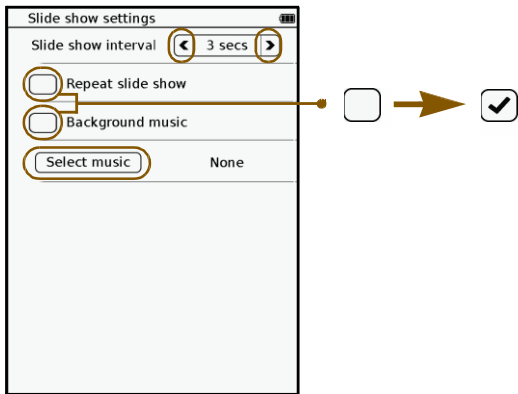 Slide show settings
Slide show interval 3 secs
Repeat slide show
Background music
Select music None